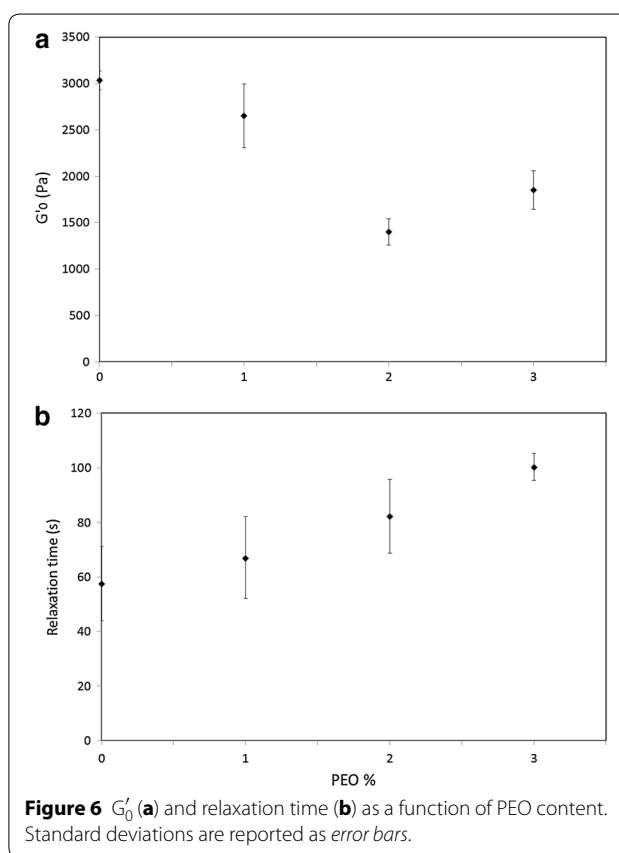 a
3500
3000
2500
2000
1500
1000
500
0
G'0 (Pa)
0 1 2 3
b
120
100
80
60
40
20
0
Relaxation time (s)
0 1 2 3
PEO %
Figure 6 G′0 (a) and relaxation time (b) as a function of PEO content.
Standard deviations are reported as error bars.